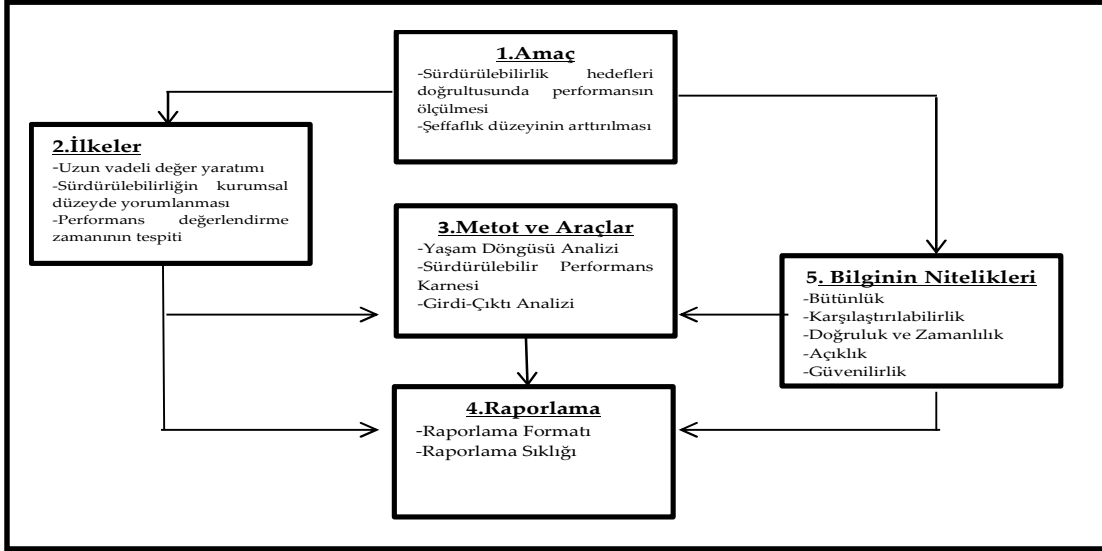 1.Amaç
-Sürdürülebilirlik hedefleri
doğrultusunda performansın
ölçülmesi
-Şeffaflık düzeyinin arttırılması
2.İlkeler
-Uzun vadeli değer yaratımı
-Sürdürülebilirliğin kurumsal
düzeyde yorumlanması
-Performans değerlendirme
zamanının tespiti
3.Metot ve Araçlar
-Yaşam Döngüsü Analizi
-Sürdürülebilir Performans
Karnesi
-Girdi-Çıktı Analizi
4.Raporlama
-Raporlama Formatı
-Raporlama Sıklığı
5. Bilginin Nitelikleri
-Bütünlük
-Karşılaştırılabilirlik
-Doğruluk ve Zamanlılık
-Açıklık
-Güvenilirlik